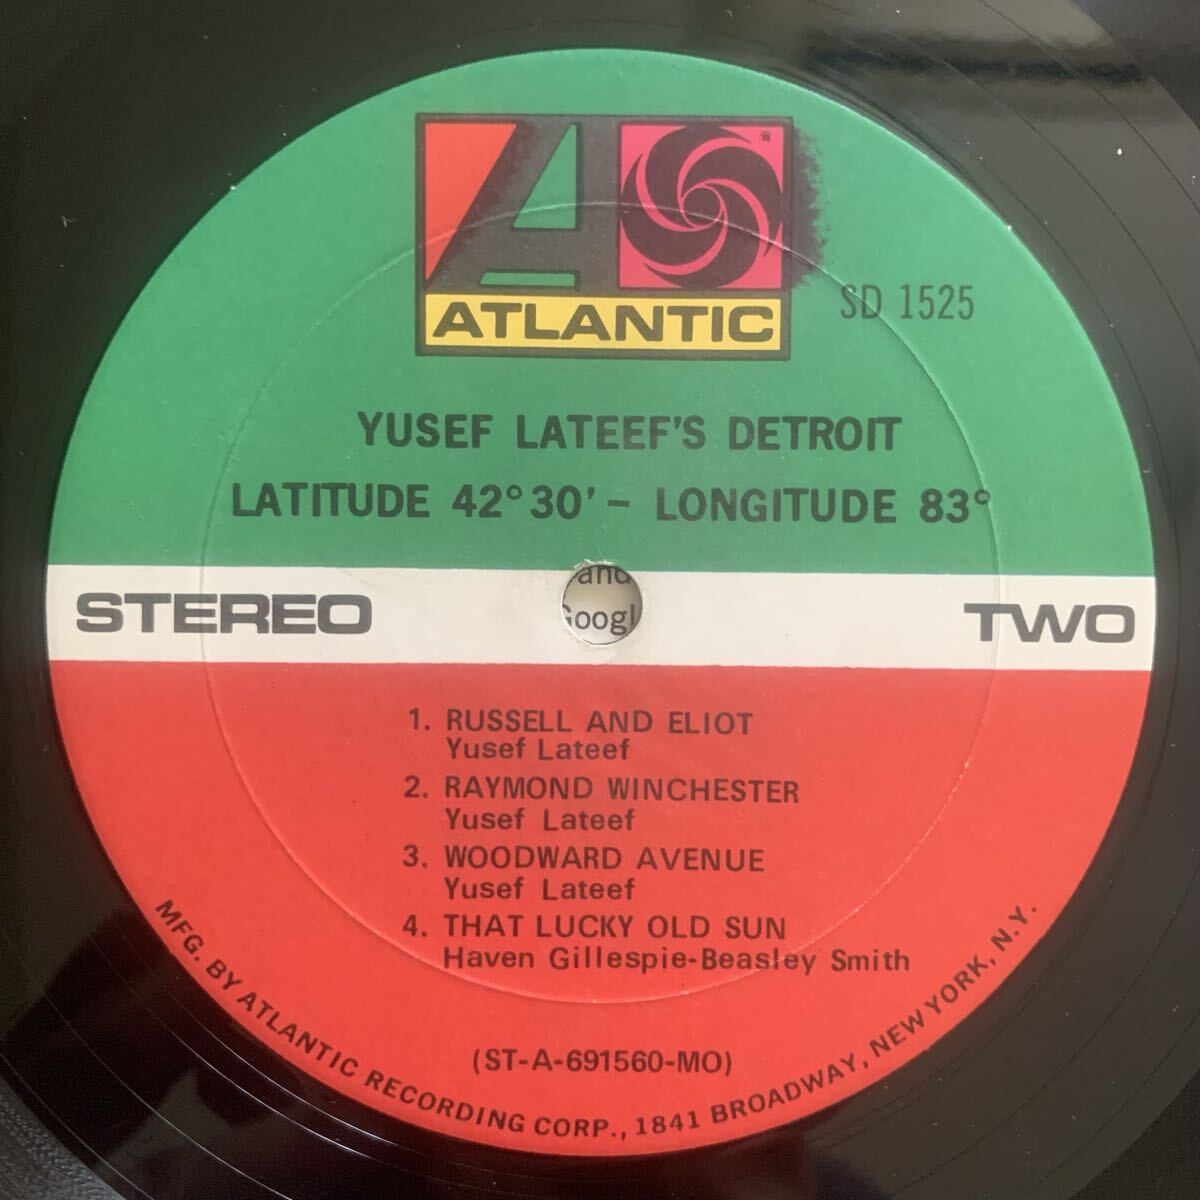 ATLANTIC
SD 1525
YUSEF LATEEF'S DETROIT
LATITUDE 42° 30' – LONGITUDE 83°
and
Googl
STEREO
TWO
1. RUSSELL AND ELIOT
Yusef Lateef
2. RAYMOND WINCHESTER
Yusef Lateef
3. WOODWARD AVENUE
Yusef Lateef
4. THAT LUCKY OLD SUN
Haven Gillespie-Beasley Smith
(ST-A-691560-MO)
MFG. BY ATLANTIC RECORDING CORP., 1841 BROADWAY, NEW YORK, N.Y.